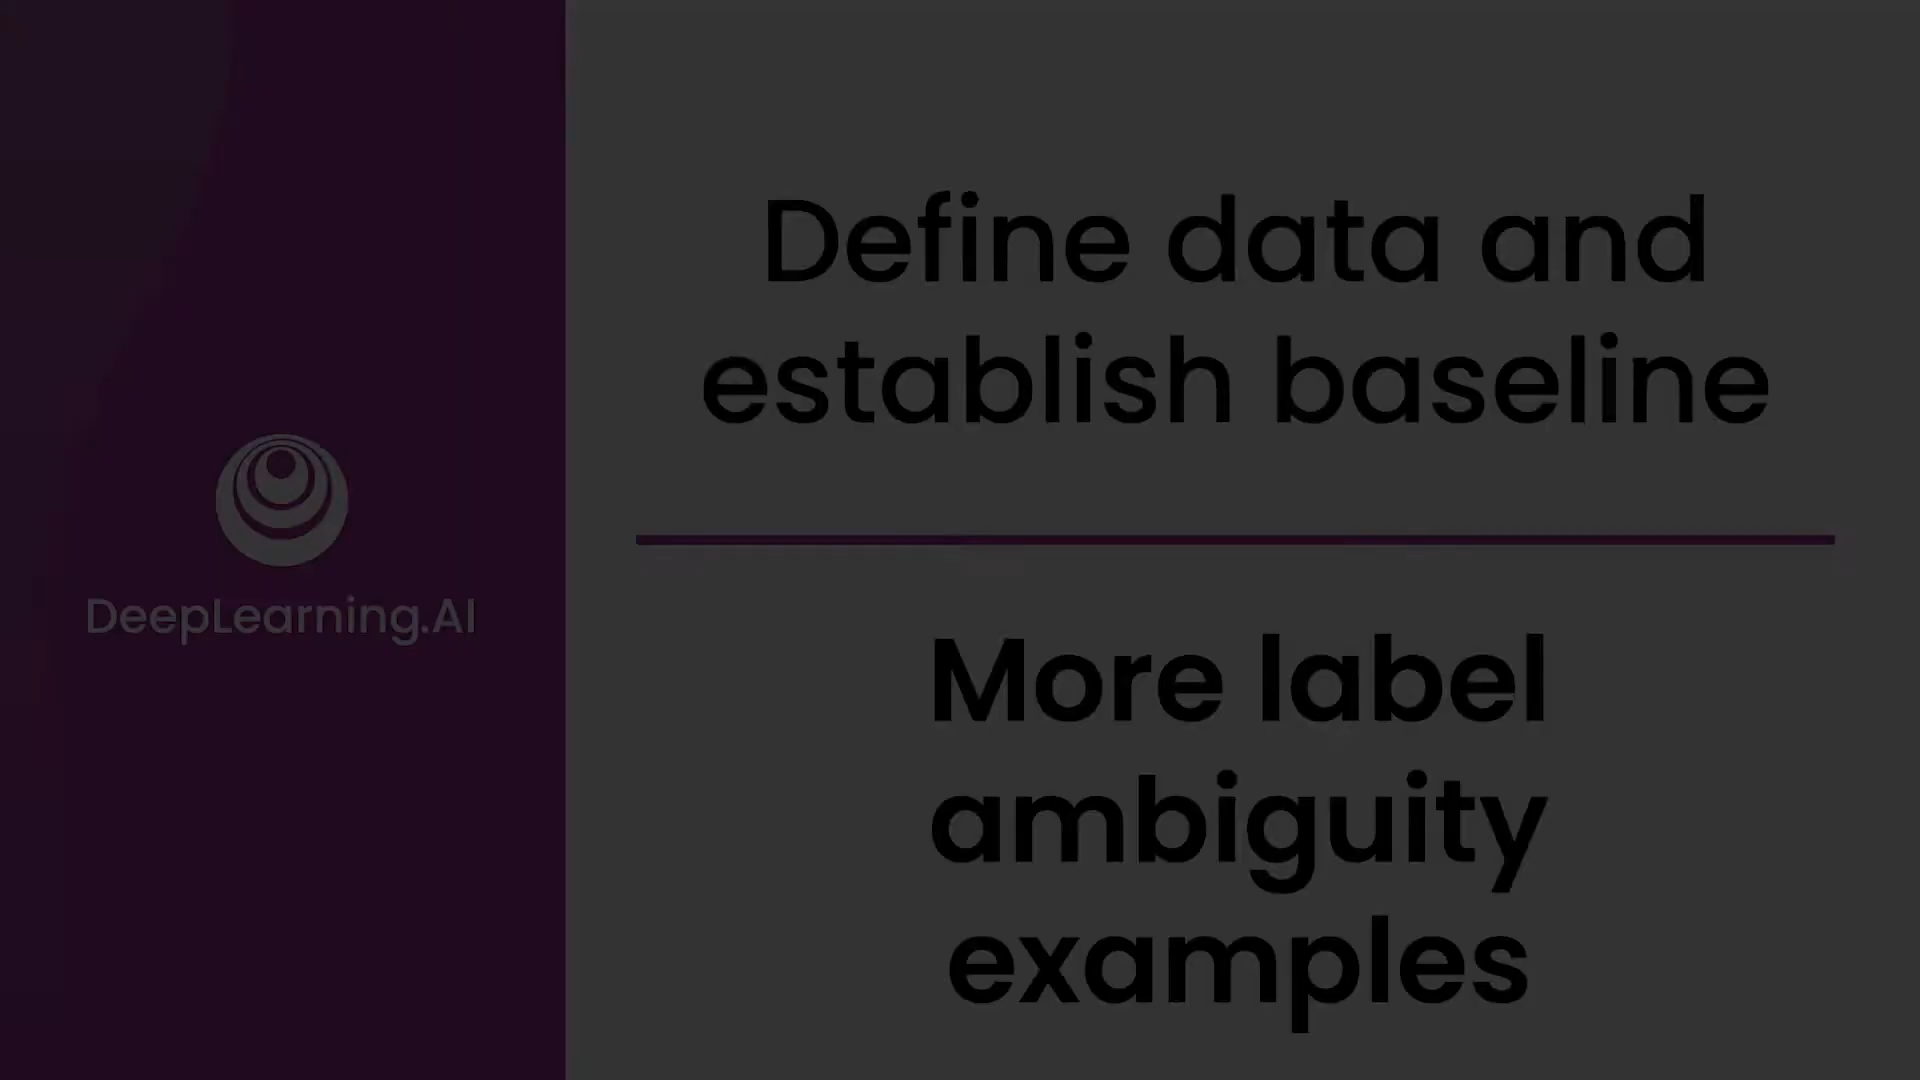 DeepLearning.AI
Define data and
establish baseline
More label
ambiguity
examples